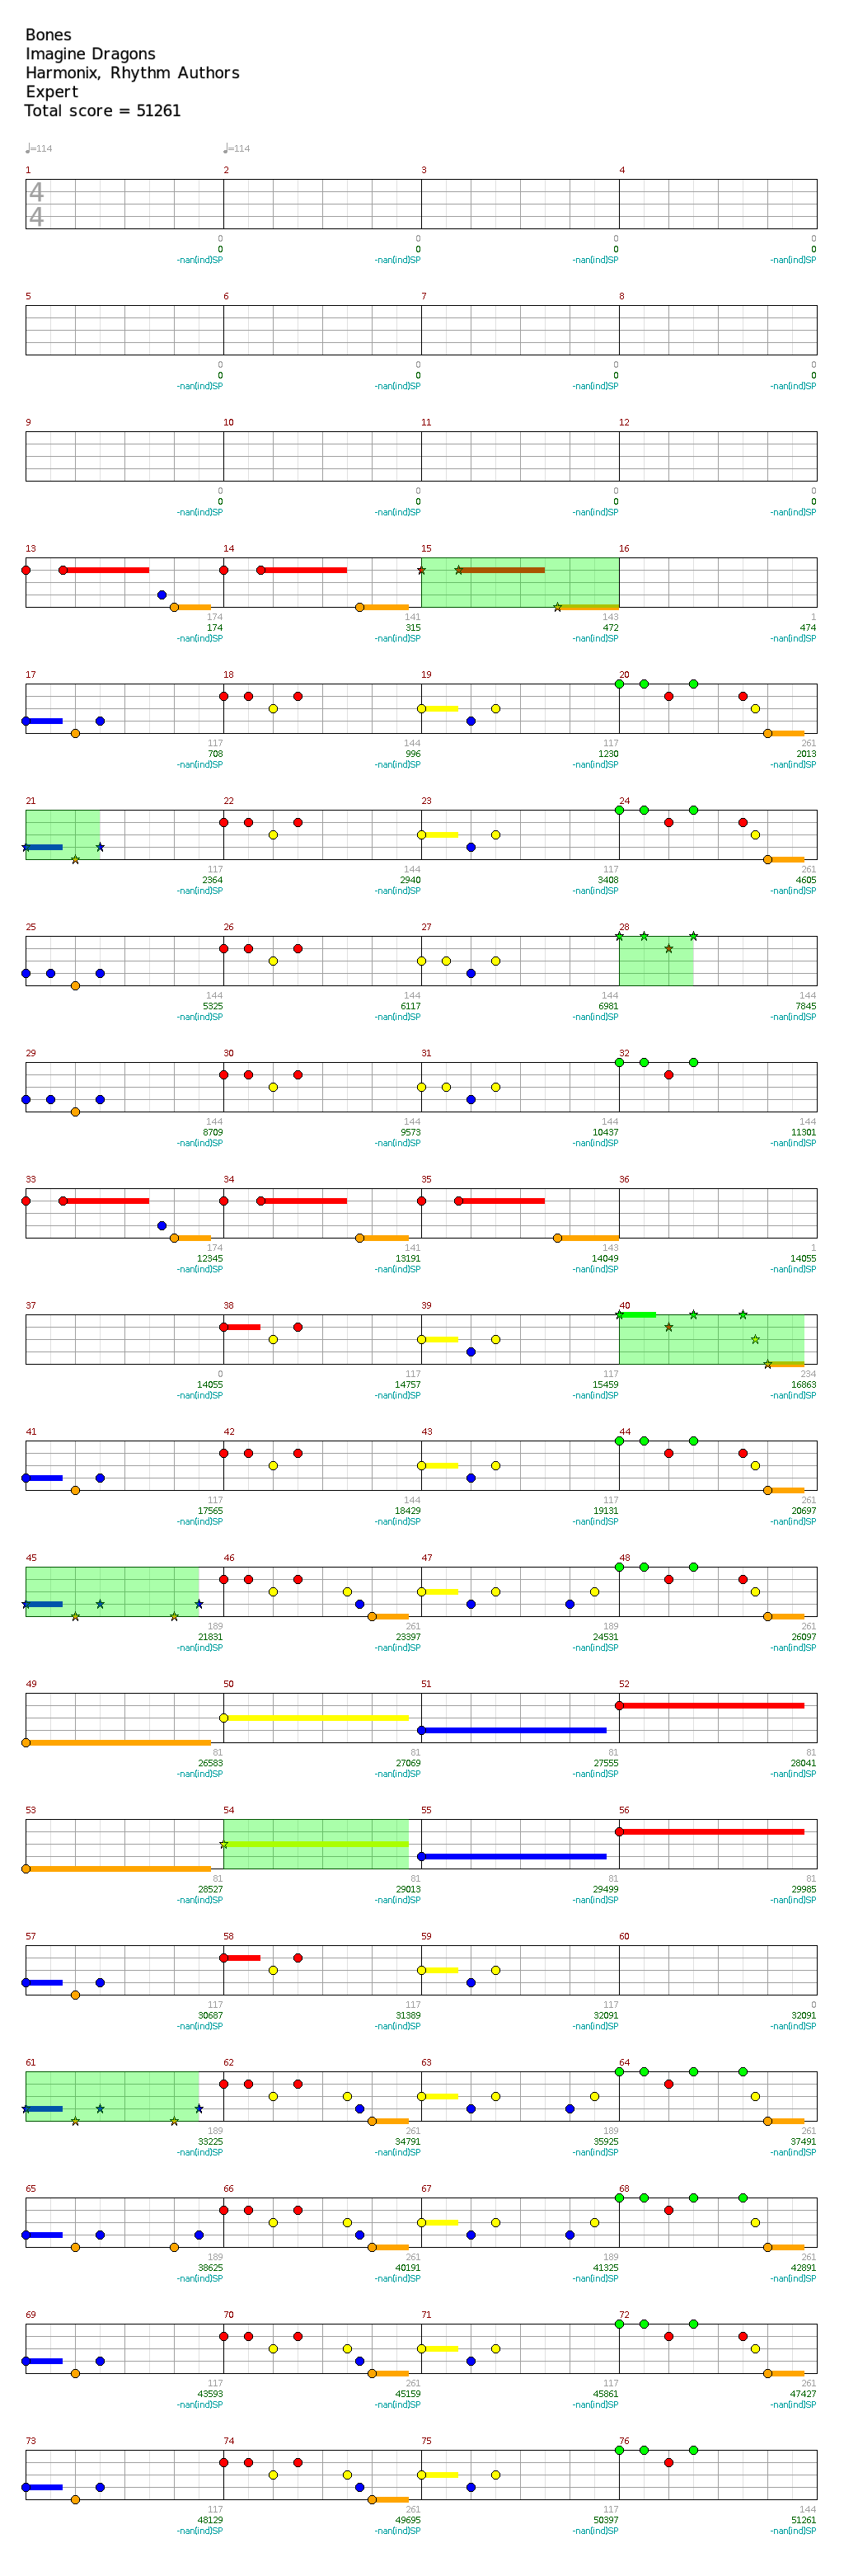 Bones
Imagine Dragons
Harmonix, Rhythm Authors
Expert
Total score = 51261
♩=114 ♩=114
1 2 3 4
4
4
0 0 0 0
0 0 0 0
-nan(ind)SP -nan(ind)SP -nan(ind)SP -nan(ind)SP
5 6 7 8
0 0 0 0
0 0 0 0
-nan(ind)SP -nan(ind)SP -nan(ind)SP -nan(ind)SP
9 10 11 12
0 0 0 0
0 0 0 0
-nan(ind)SP -nan(ind)SP -nan(ind)SP -nan(ind)SP
13 14 15 16
174 141 143 1
174 315 472 474
-nan(ind)SP -nan(ind)SP -nan(ind)SP -nan(ind)SP
17 18 19 20
117 144 117 261
708 996 1230 2013
-nan(ind)SP -nan(ind)SP -nan(ind)SP -nan(ind)SP
21 22 23 24
117 144 117 261
2364 2940 3408 4605
-nan(ind)SP -nan(ind)SP -nan(ind)SP -nan(ind)SP
25 26 27 28
144 144 144 144
5325 6117 6981 7845
-nan(ind)SP -nan(ind)SP -nan(ind)SP -nan(ind)SP
29 30 31 32
144 144 144 144
8709 9573 10437 11301
-nan(ind)SP -nan(ind)SP -nan(ind)SP -nan(ind)SP
33 34 35 36
174 141 143 1
12345 13191 14049 14055
-nan(ind)SP -nan(ind)SP -nan(ind)SP -nan(ind)SP
37 38 39 40
0 117 117 234
14055 14757 15459 16863
-nan(ind)SP -nan(ind)SP -nan(ind)SP -nan(ind)SP
41 42 43 44
117 144 117 261
17565 18429 19131 20697
-nan(ind)SP -nan(ind)SP -nan(ind)SP -nan(ind)SP
45 46 47 48
189 261 189 261
21831 23397 24531 26097
-nan(ind)SP -nan(ind)SP -nan(ind)SP -nan(ind)SP
49 50 51 52
81 81 81 81
26583 27069 27555 28041
-nan(ind)SP -nan(ind)SP -nan(ind)SP -nan(ind)SP
53 54 55 56
81 81 81 81
28527 29013 29499 29985
-nan(ind)SP -nan(ind)SP -nan(ind)SP -nan(ind)SP
57 58 59 60
117 117 117 0
30687 31389 32091 32091
-nan(ind)SP -nan(ind)SP -nan(ind)SP -nan(ind)SP
61 62 63 64
189 261 189 261
33225 34791 35925 37491
-nan(ind)SP -nan(ind)SP -nan(ind)SP -nan(ind)SP
65 66 67 68
189 261 189 261
38625 40191 41325 42891
-nan(ind)SP -nan(ind)SP -nan(ind)SP -nan(ind)SP
69 70 71 72
117 261 117 261
43593 45159 45861 47427
-nan(ind)SP -nan(ind)SP -nan(ind)SP -nan(ind)SP
73 74 75 76
117 261 117 144
48129 49695 50397 51261
-nan(ind)SP -nan(ind)SP -nan(ind)SP -nan(ind)SP